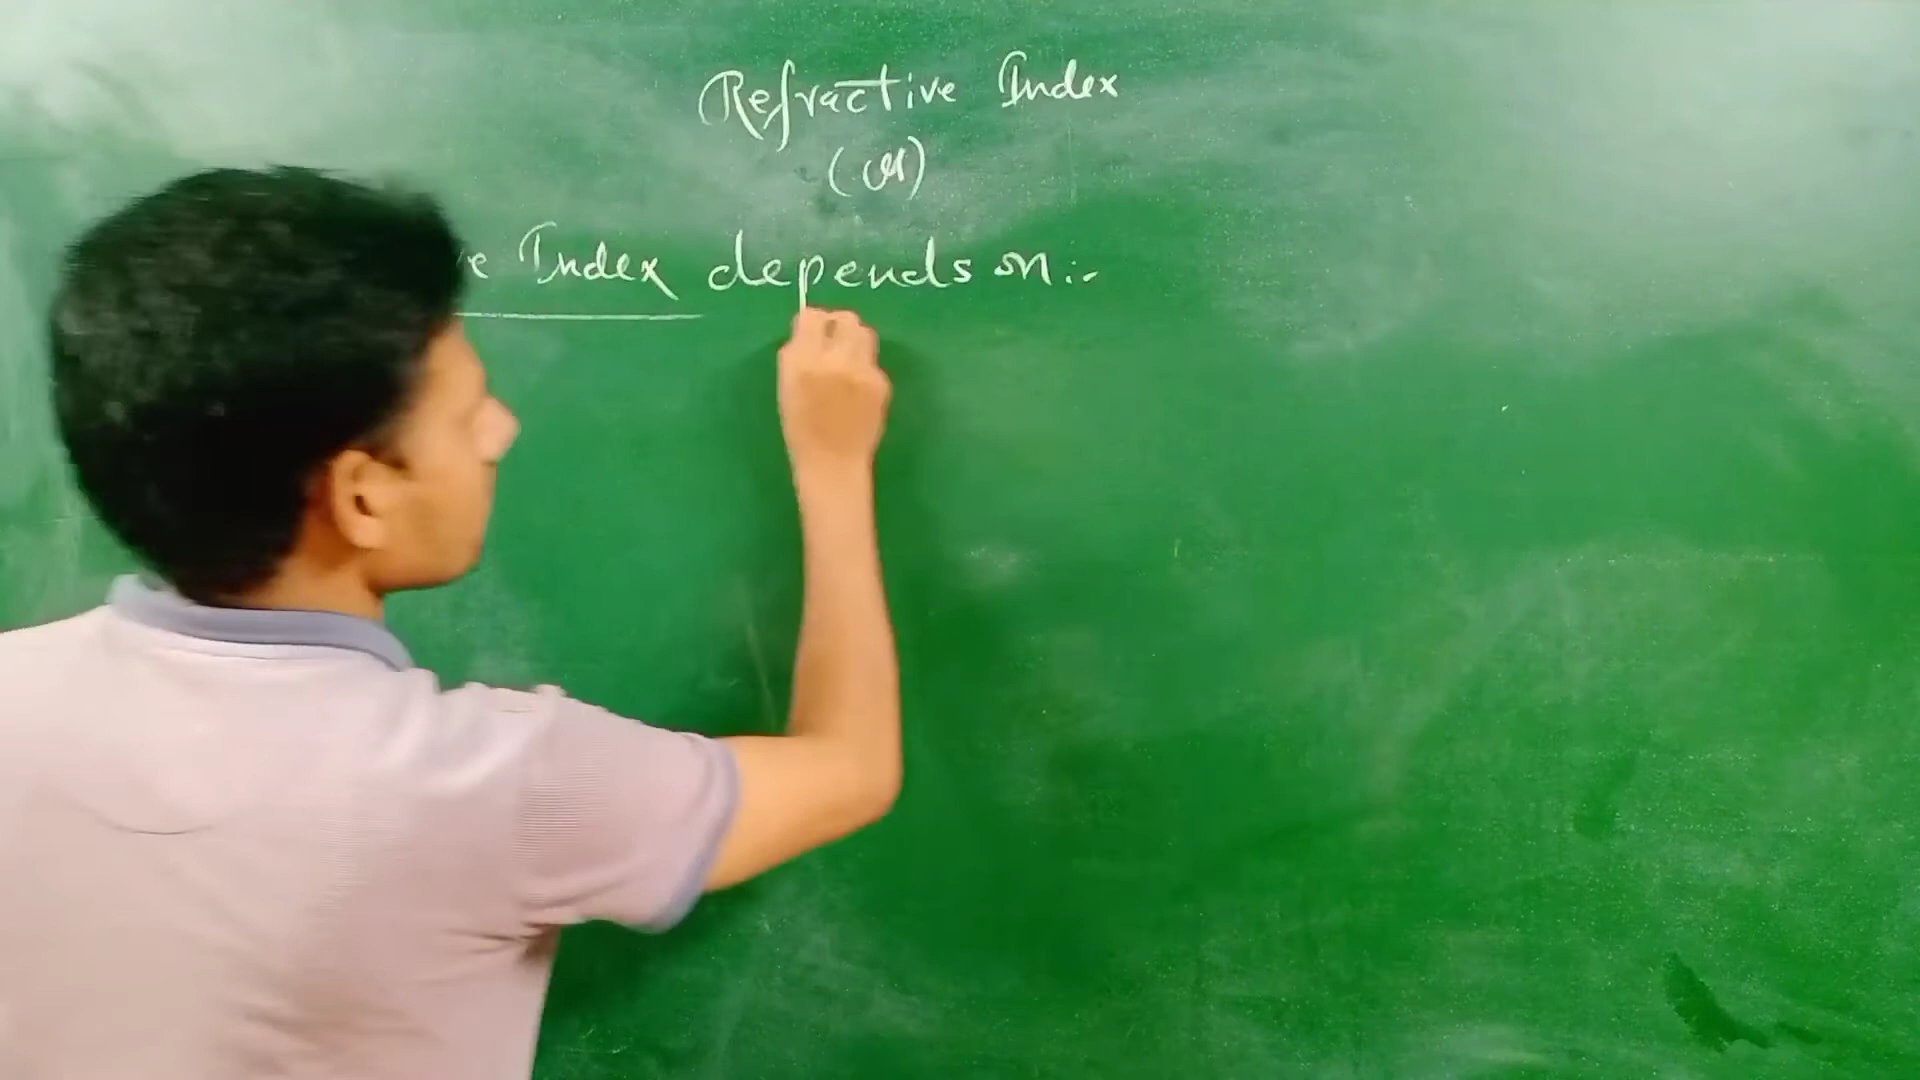 Refractive Index
(μ)
Index depends on:-